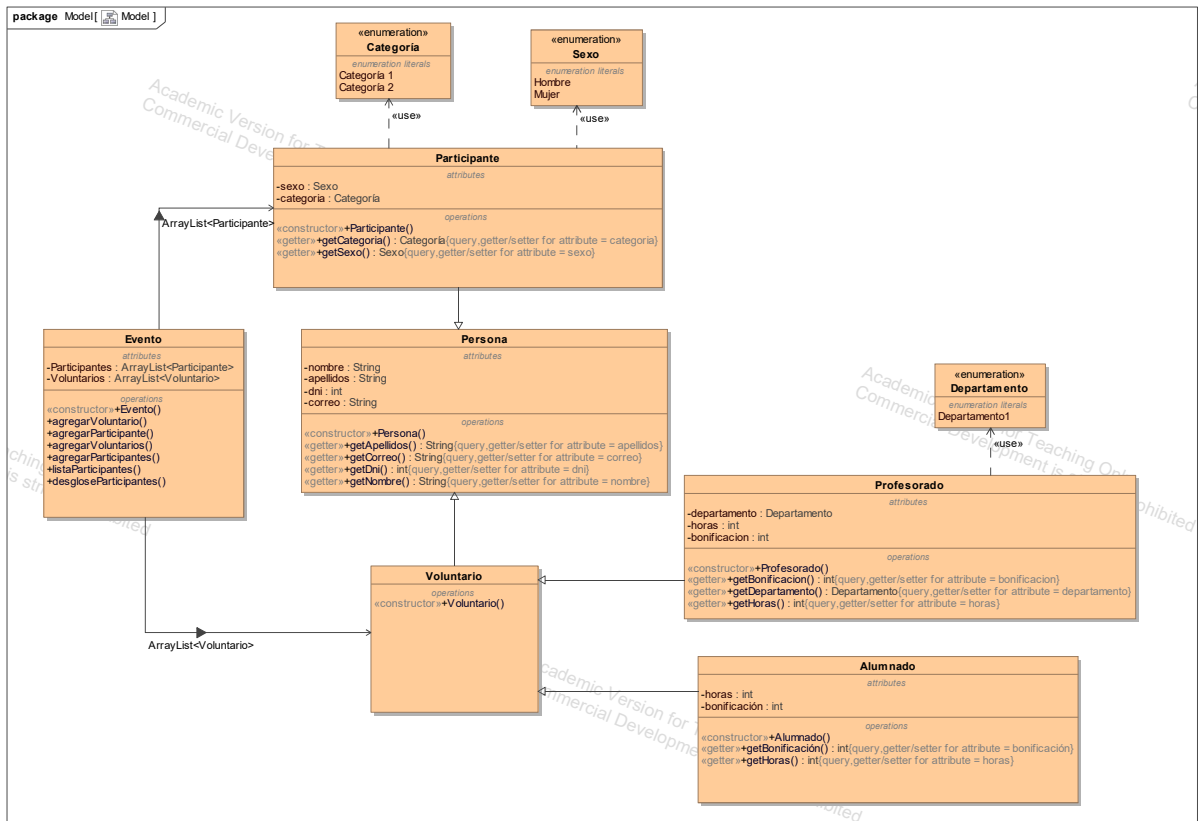 package Model[ Model ]
«enumeration»
Categoría
enumeration literals
Categoría 1
Categoría 2
«enumeration»
Sexo
enumeration literals
Hombre
Mujer
«use»
«use»
Participante
attributes
-sexo : Sexo
-categoria : Categoría
operations
«constructor»+Participante()
«getter»+getCategoria() : Categoría{query,getter/setter for attribute = categoria}
«getter»+getSexo() : Sexo{query,getter/setter for attribute = sexo}
ArrayList<Participante>
Evento
attributes
-Participantes : ArrayList<Participante>
-Voluntarios : ArrayList<Voluntario>
operations
«constructor»+Evento()
+agregarVoluntario()
+agregarParticipante()
+agregarVoluntarios()
+agregarParticipantes()
+listaParticipantes()
+desgloseParticipantes()
Persona
attributes
-nombre : String
-apellidos : String
-dni : int
-correo : String
operations
«constructor»+Persona()
«getter»+getApellidos() : String{query,getter/setter for attribute = apellidos}
«getter»+getCorreo() : String{query,getter/setter for attribute = correo}
«getter»+getDni() : int{query,getter/setter for attribute = dni}
«getter»+getNombre() : String{query,getter/setter for attribute = nombre}
«enumeration»
Departamento
enumeration literals
Departamento1
«use»
Profesorado
attributes
-departamento : Departamento
-horas : int
-bonificacion : int
operations
«constructor»+Profesorado()
«getter»+getBonificacion() : int{query,getter/setter for attribute = bonificacion}
«getter»+getDepartamento() : Departamento{query,getter/setter for attribute = departamento}
«getter»+getHoras() : int{query,getter/setter for attribute = horas}
Voluntario
operations
«constructor»+Voluntario()
ArrayList<Voluntario>
Alumnado
attributes
-horas : int
-bonificación : int
operations
«constructor»+Alumnado()
«getter»+getBonificación() : int{query,getter/setter for attribute = bonificación}
«getter»+getHoras() : int{query,getter/setter for attribute = horas}
Academic Version for
Commercial